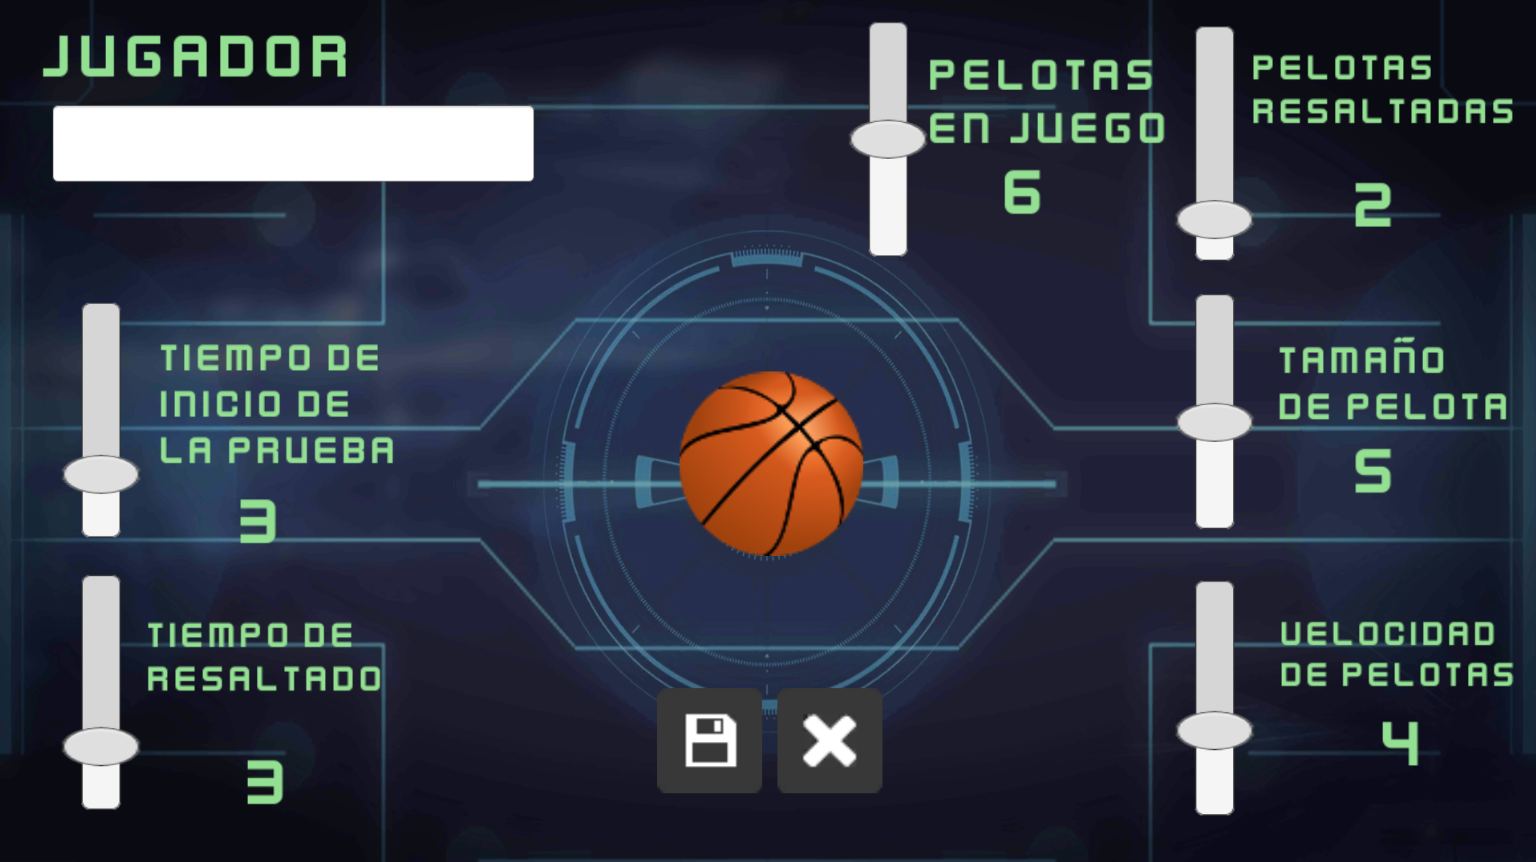 JUGADOR
PELOTAS
EN JUEGO
6
PELOTAS
RESALTADAS
2
TIEMPO DE
INICIO DE
LA PRUEBA
3
TAMAÑO
DE PELOTA
5
TIEMPO DE
RESALTADO
3
VELOCIDAD
DE PELOTAS
4